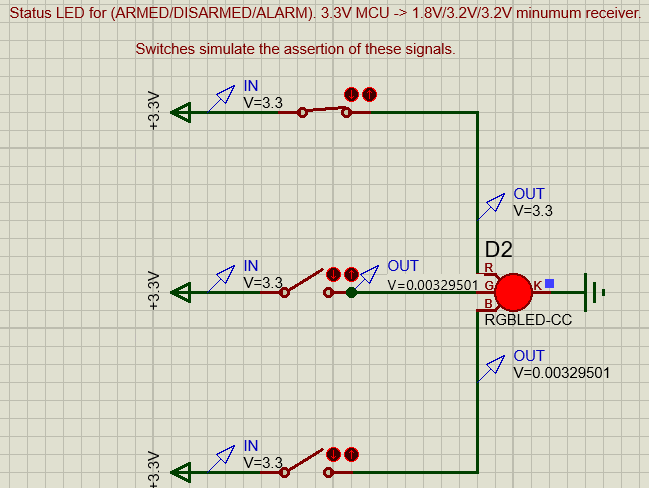 Status LED for (ARMED/DISARMED/ALARM). 3.3V MCU -> 1.8V/3.2V/3.2V minumum receiver.
Switches simulate the assertion of these signals.
+3.3V
IN
V=3.3
OUT
V=3.3
D2
+3.3V
IN
V=3.3
OUT
V=0.00329501
R
G
B
K
RGBLED-CC
OUT
V=0.00329501
+3.3V
IN
V=3.3